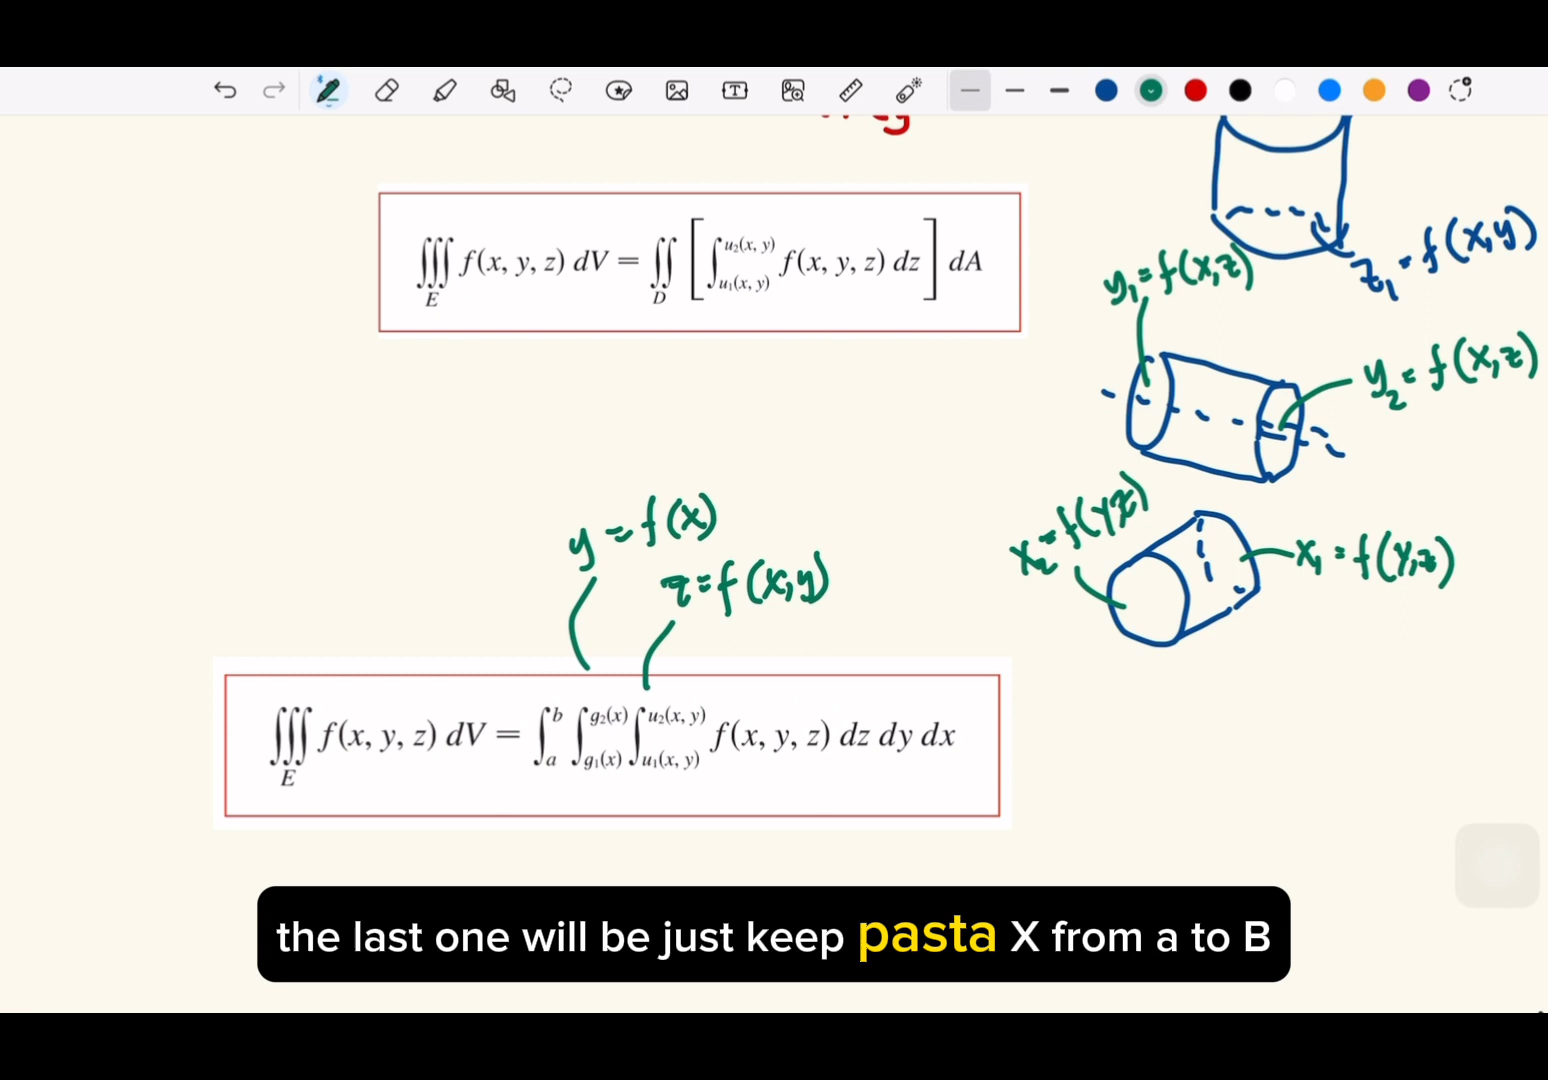 ∭_E f(x, y, z) dV = ∬_D [∫_{u₁(x, y)}^{u₂(x, y)} f(x, y, z) dz] dA
z₁ = f(x,y)
y₁ = f(x,z)
y₂ = f(x,z)
x₂ = f(y,z)
x₁ = f(y,z)
y = f(x)
z = f(x,y)
∭_E f(x, y, z) dV = ∫_a^b ∫_{g₁(x)}^{g₂(x)} ∫_{u₁(x, y)}^{u₂(x, y)} f(x, y, z) dz dy dx
the last one will be just keep pasta X from a to B